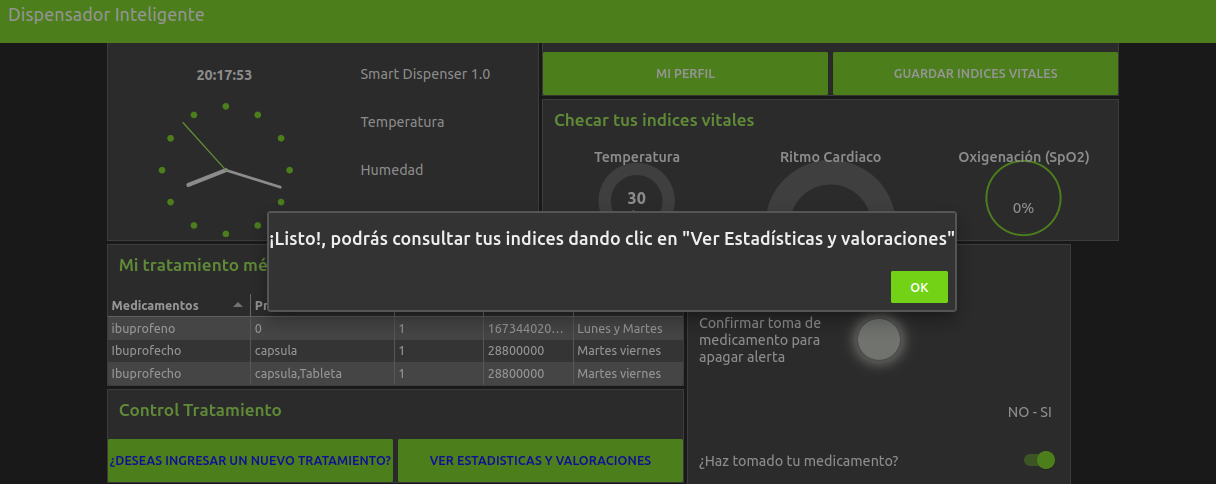 Dispensador Inteligente
20:17:53
Smart Dispenser 1.0
Temperatura
Humedad
MI PERFIL
GUARDAR INDICES VITALES
Checar tus indices vitales
Temperatura
Ritmo Cardiaco
Oxigenación (SpO2)
30
0%
¡Listo!, podrás consultar tus indices dando clic en "Ver Estadísticas y valoraciones"
OK
Mi tratamiento mé
Medicamentos
ibuprofeno 0 1 167344020... Lunes y Martes
Ibuprofecho capsula 1 28800000 Martes viernes
Ibuprofecho capsula,Tableta 1 28800000 Martes viernes
Confirmar toma de
medicamento para
apagar alerta
NO - SI
¿Haz tomado tu medicamento?
Control Tratamiento
¿DESEAS INGRESAR UN NUEVO TRATAMIENTO?
VER ESTADISTICAS Y VALORACIONES